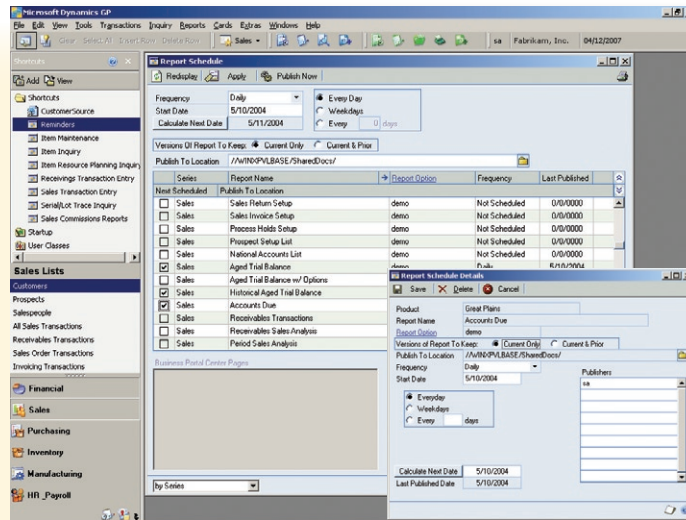 Microsoft Dynamics GP
File Edit View Tools Transactions Inquiry Reports Cards Extras Windows Help
Clear Select All Insert Row Delete Row Sales sa Fabrikam, Inc. 04/12/2007
Shortcuts
Add View
Shortcuts
CustomerSource
Reminders
Item Maintenance
Item Inquiry
Item Resource Planning Inquiry
Receivings Transaction Entry
Sales Transaction Entry
Serial/Lot Trace Inquiry
Sales Commissions Reports
Startup
User Classes
Sales Lists
Customers
Prospects
Salespeople
All Sales Transactions
Receivables Transactions
Sales Order Transactions
Invoicing Transactions
Financial
Sales
Purchasing
Inventory
Manufacturing
HR_Payroll
Report Schedule
Redisplay Apply Publish Now
Frequency Daily Every Day
Start Date 5/10/2004 Weekdays
Calculate Next Date 5/11/2004 Every 0 days
Versions Of Report To Keep: Current Only Current & Prior
Publish To Location //WINXPVLBASE/SharedDocs/
Series Report Name Report Option Frequency Last Published
Next Scheduled Publish To Location
Sales Sales Return Setup demo Not Scheduled 0/0/0000
Sales Sales Invoice Setup demo Not Scheduled 0/0/0000
Sales Process Holds Setup demo Not Scheduled 0/0/0000
Sales Prospect Setup List demo Not Scheduled 0/0/0000
Sales National Accounts List demo Not Scheduled 0/0/0000
Sales Aged Trial Balance demo Daily 5/10/2004
Sales Aged Trial Balance w/ Options
Sales Historical Aged Trial Balance
Sales Accounts Due
Sales Receivables Transactions
Sales Receivables Sales Analysis
Sales Period Sales Analysis
Business Portal Center Pages
by Series
Report Schedule Details
Save Delete Cancel
Product Great Plains
Report Name Accounts Due
Report Option demo
Versions of Report To Keep: Current Only Current & Prior
Publish To Location //WINXPVLBASE/SharedDocs/
Frequency Daily
Publishers
Start Date 5/10/2004
sa
Everyday
Weekdays
Every days
Calculate Next Date 5/10/2004
Last Published Date 5/10/2004